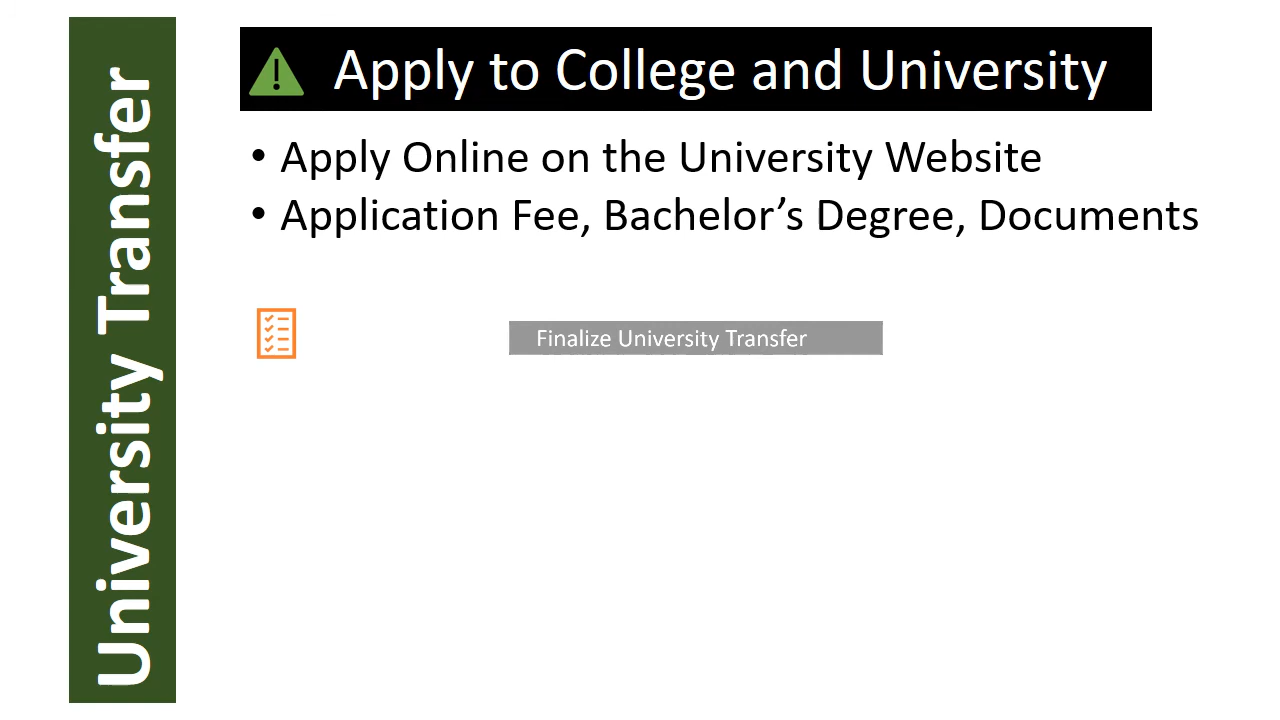 University Transfer
Apply to College and University
• Apply Online on the University Website
• Application Fee, Bachelor’s Degree, Documents
Finalize University Transfer